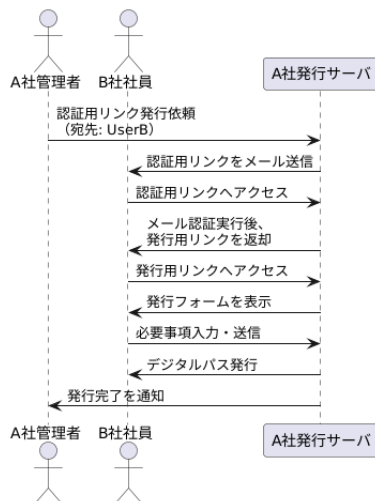 A社管理者
B社社員
A社発行サーバ
認証用リンク発行依頼
（宛先: UserB）
認証用リンクをメール送信
認証用リンクへアクセス
メール認証実行後、
発行用リンクを返却
発行用リンクへアクセス
発行フォームを表示
必要事項入力・送信
デジタルパス発行
発行完了を通知
A社管理者
B社社員
A社発行サーバ